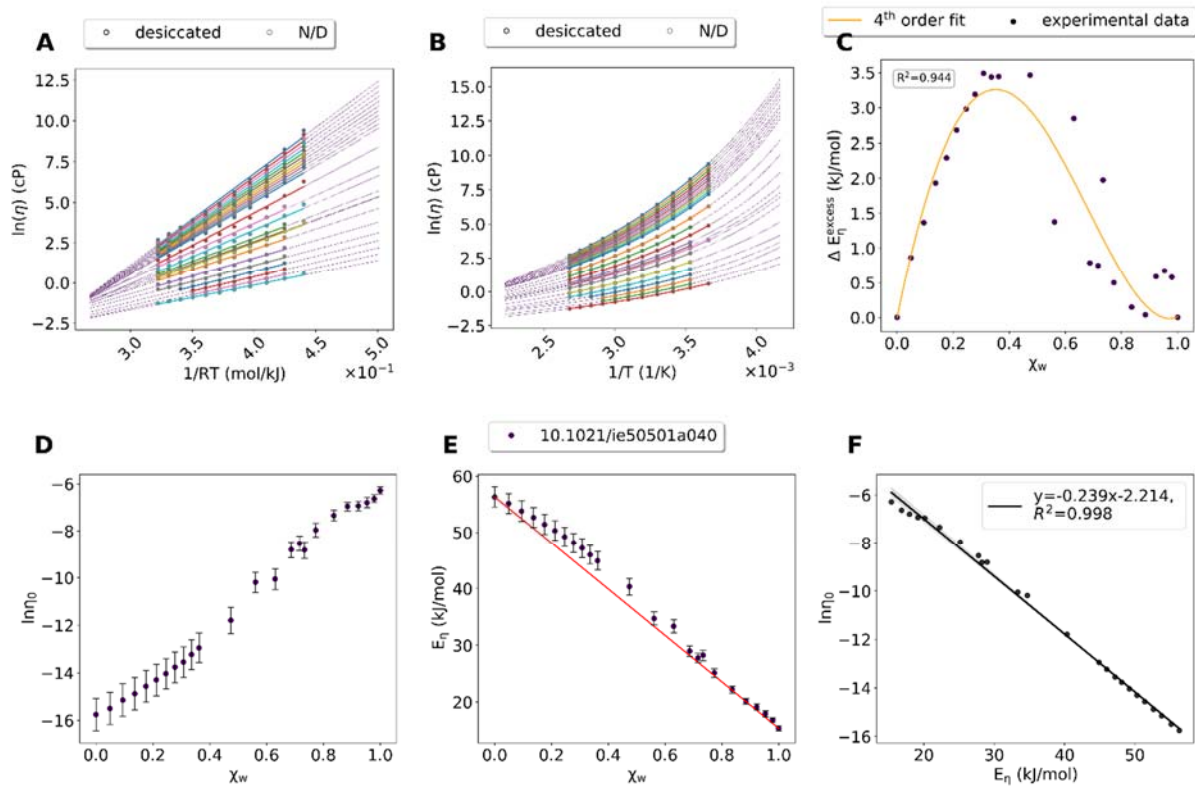 A
desiccated
N/D
ln(η) (cP)
12.5
10.0
7.5
5.0
2.5
0.0
−2.5
3.0
3.5
4.0
4.5
5.0
1/RT (mol/kJ)
×10⁻¹
B
desiccated
N/D
ln(η) (cP)
15.0
12.5
10.0
7.5
5.0
2.5
0.0
−2.5
2.5
3.0
3.5
4.0
1/T (1/K)
×10⁻³
4th order fit
experimental data
C
R²=0.944
Δ Eηexcess (kJ/mol)
3.5
3.0
2.5
2.0
1.5
1.0
0.5
0.0
0.0
0.2
0.4
0.6
0.8
1.0
χw
D
lnη0
−6
−8
−10
−12
−14
−16
0.0
0.2
0.4
0.6
0.8
1.0
χw
10.1021/ie50501a040
E
Eη (kJ/mol)
60
50
40
30
20
0.0
0.2
0.4
0.6
0.8
1.0
χw
F
y=-0.239x-2.214,
R²=0.998
lnη0
−6
−8
−10
−12
−14
−16
20
30
40
50
Eη (kJ/mol)